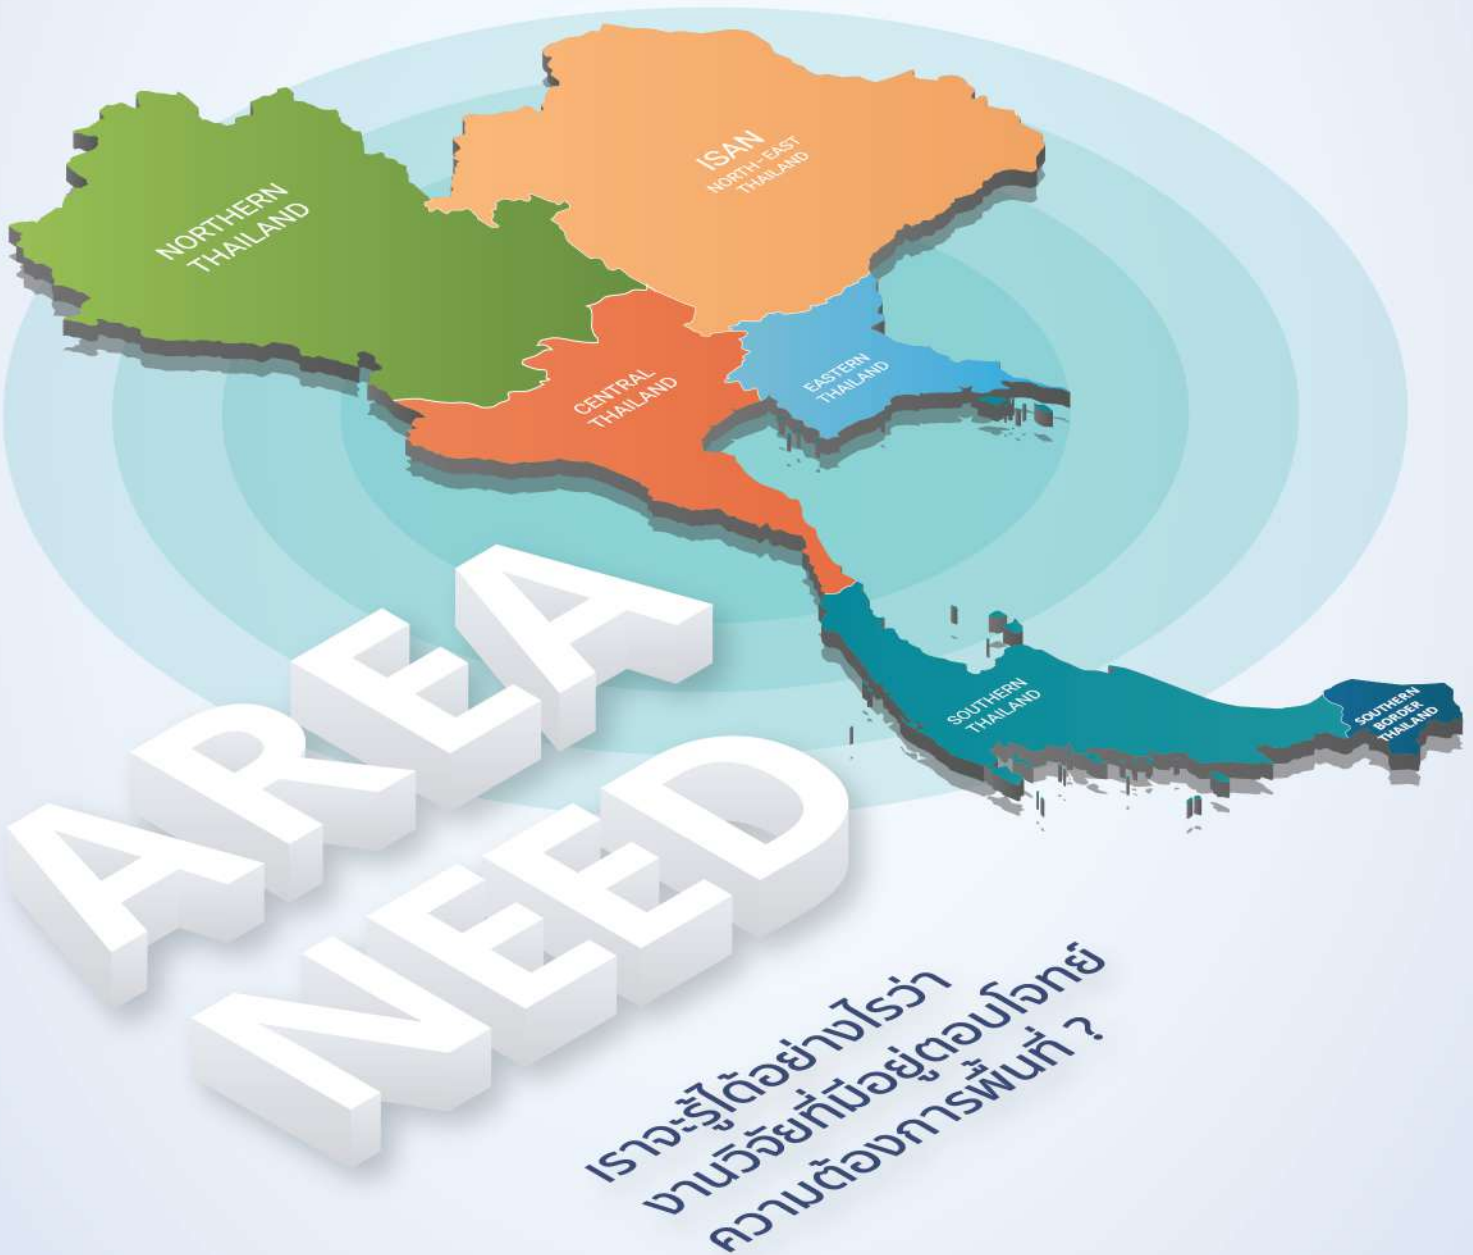 ISAN
NORTH-EAST
THAILAND
NORTHERN
THAILAND
EASTERN
THAILAND
CENTRAL
THAILAND
SOUTHERN
THAILAND
SOUTHERN
BORDER
THAILAND
AREA
NEED
เราจะรู้ได้อย่างไรว่า
งานวิจัยที่มีอยู่ตอบโจทย์
ความต้องการพื้นที่ ?